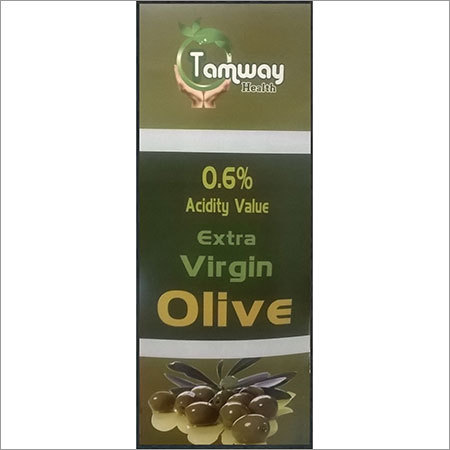 Tamway
Health
0.6%
Acidity Value
Extra
Virgin
Olive